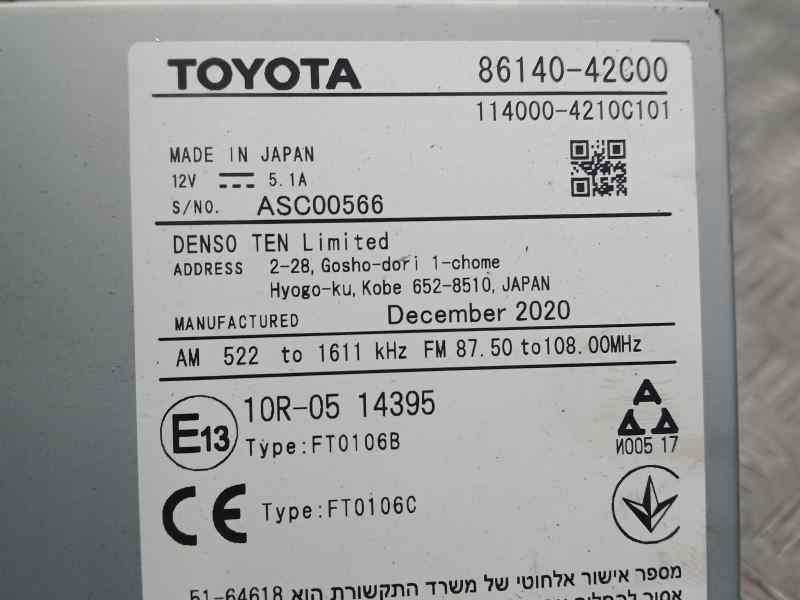 TOYOTA 86140-42C00
114000-4210C101
MADE IN JAPAN
12V 5.1A
S/NO. ASC00566
DENSO TEN Limited
ADDRESS 2-28, Gosho-dori 1-chome
Hyogo-ku, Kobe 652-8510, JAPAN
MANUFACTURED December 2020
AM 522 to 1611 kHz FM 87.50 to 108.00MHz
E13 10R-05 14395
Type:FT0106B
И005 17
CE Type:FT0106C
מספר אישור אלחוטי של משרד התקשורת הוא 51-64618